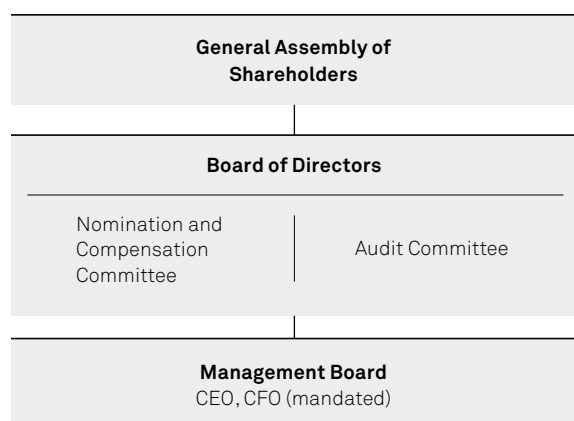 General Assembly of
Shareholders
Board of Directors
Nomination and
Compensation
Committee
Audit Committee
Management Board
CEO, CFO (mandated)